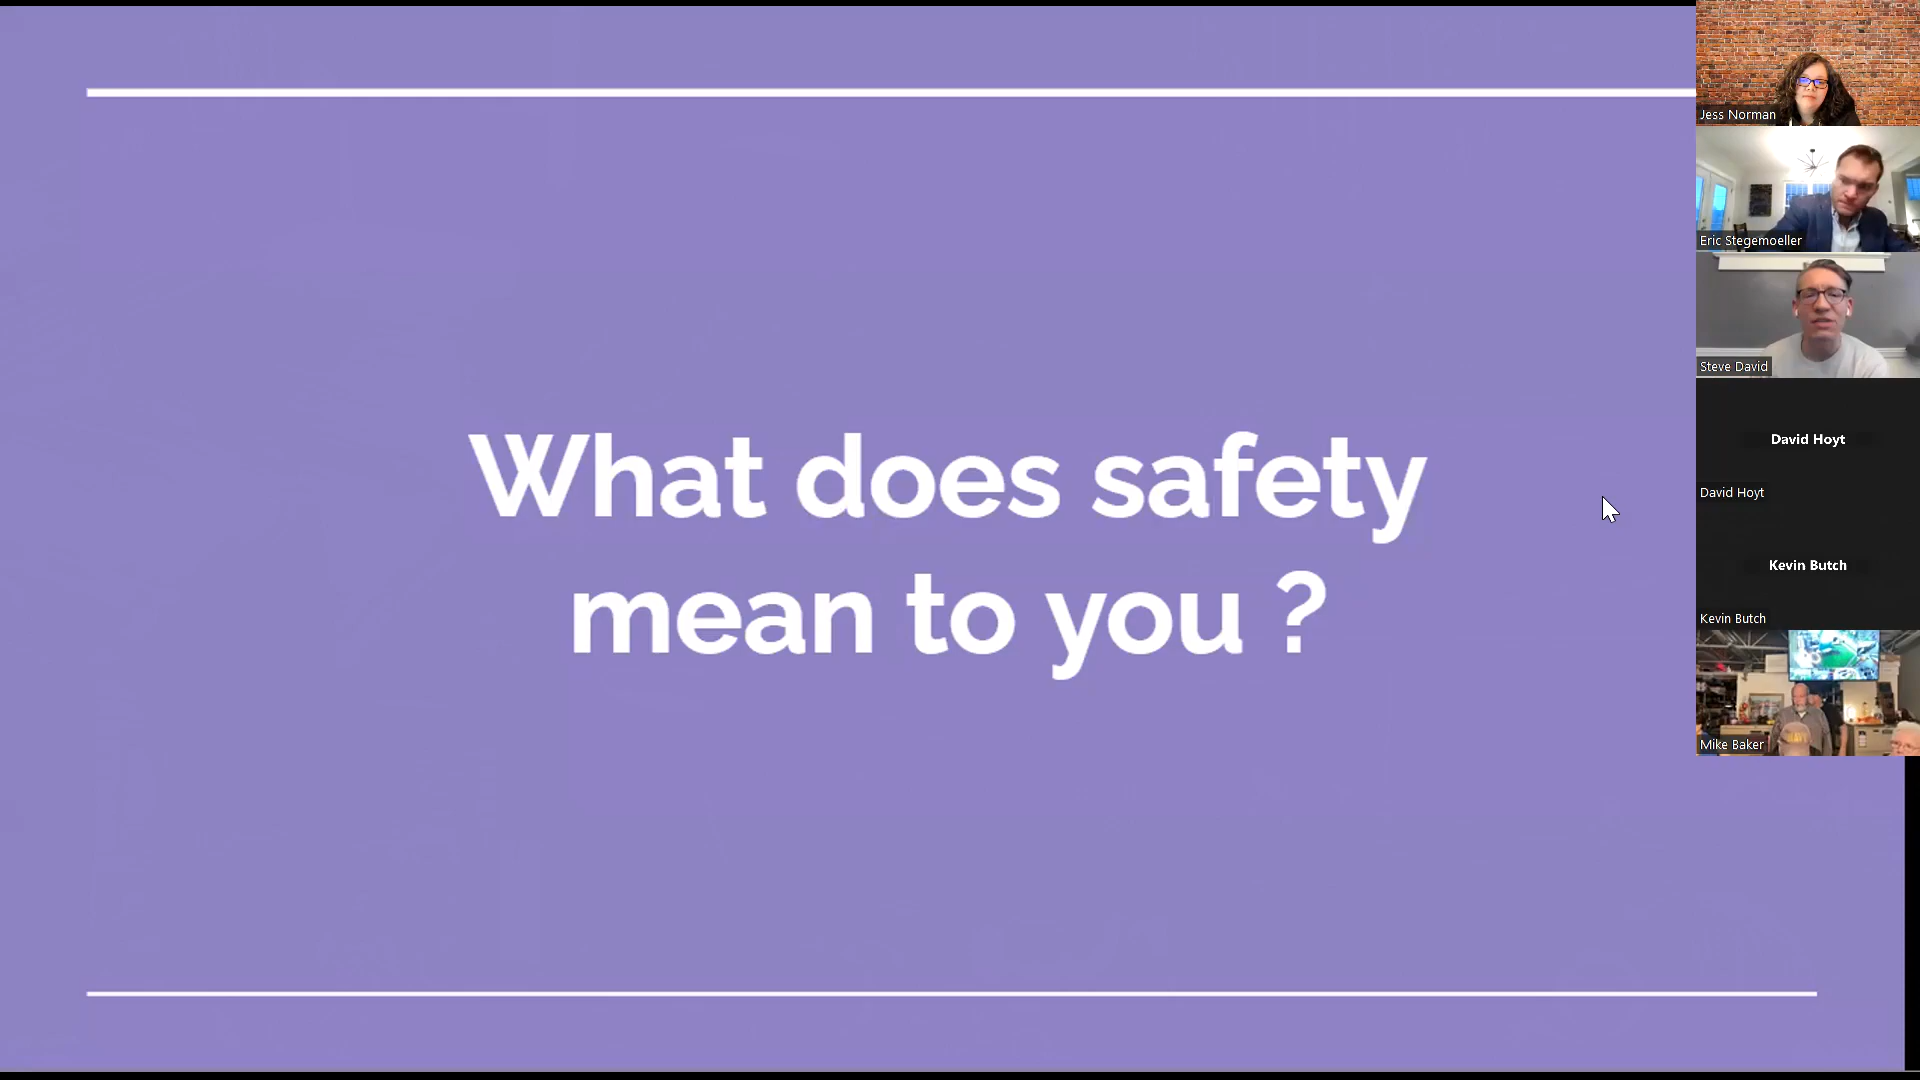 What does safety
mean to you ?
Jess Norman
Eric Stegemoeller
Steve David
David Hoyt
David Hoyt
Kevin Butch
Kevin Butch
Mike Baker